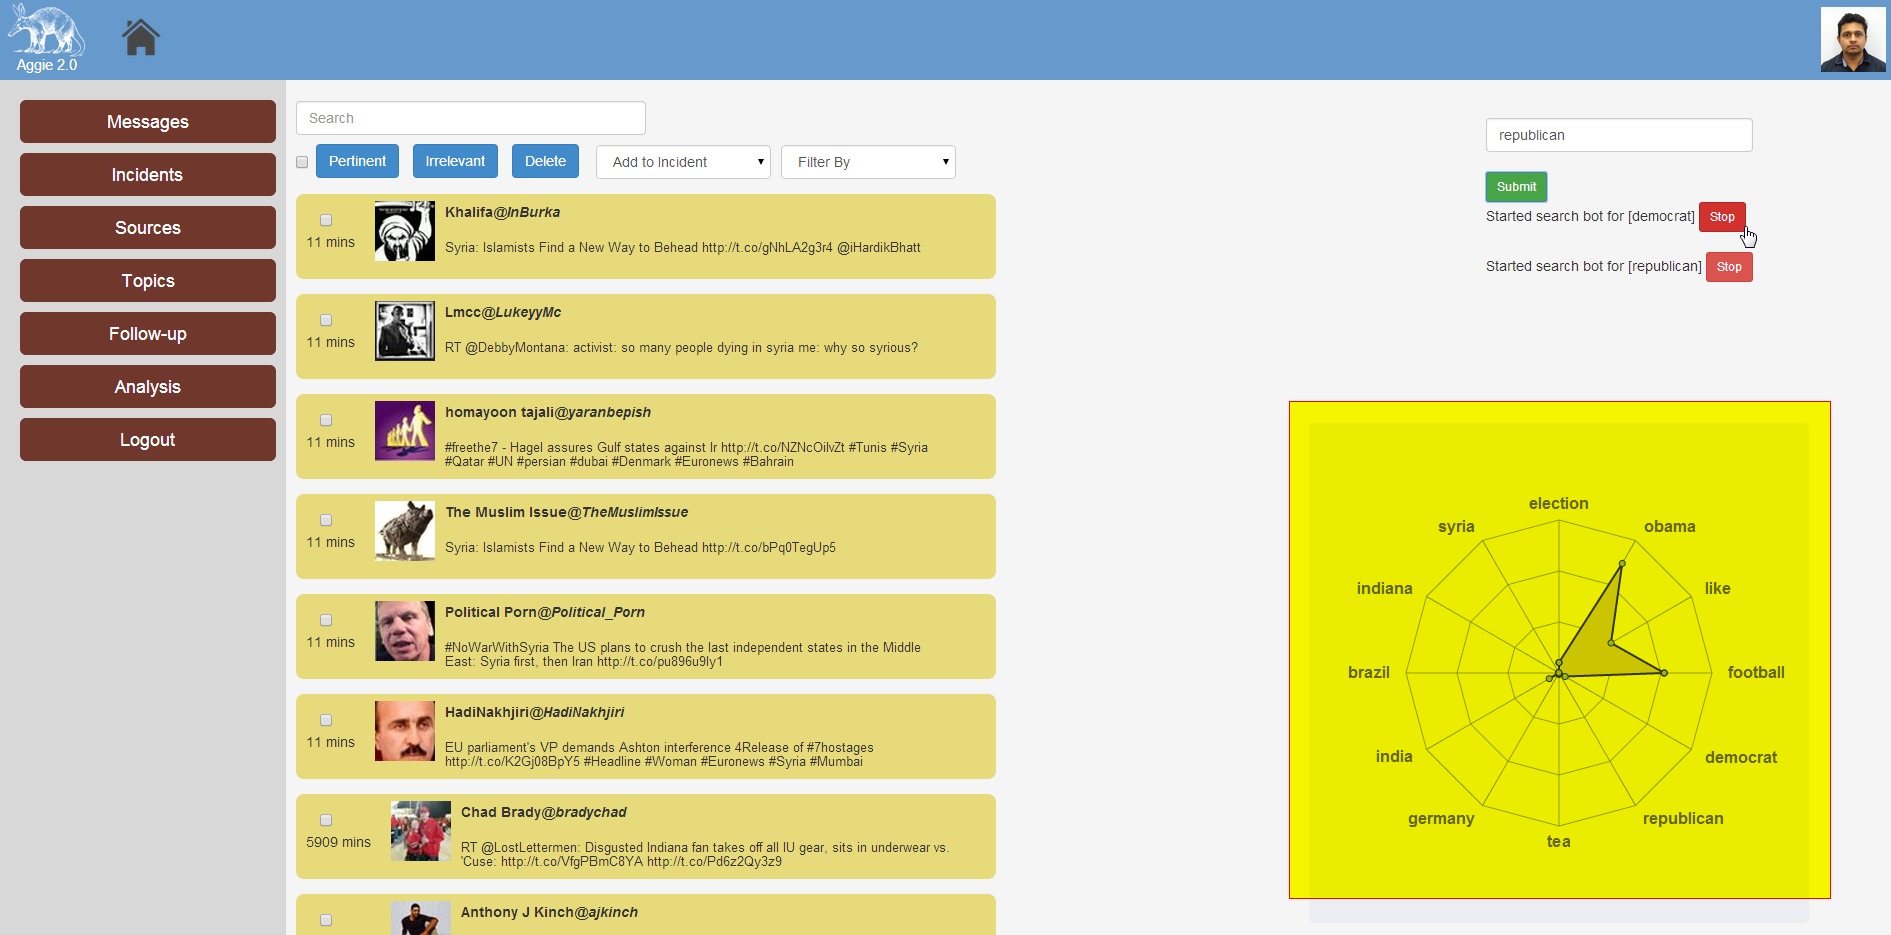 Aggie 2.0
Messages
Incidents
Sources
Topics
Follow-up
Analysis
Logout
Search
Pertinent
Irrelevant
Delete
Add to Incident
Filter By
11 mins
Khalifa@InBurka
Syria: Islamists Find a New Way to Behead http://t.co/gNhLA2g3r4 @iHardikBhatt
11 mins
Lmcc@LukeyyMc
RT @DebbyMontana: activist: so many people dying in syria me: why so syrious?
11 mins
homayoon tajali@yaranbepish
#freethe7 - Hagel assures Gulf states against Ir http://t.co/NZNcOilvZt #Tunis #Syria
#Qatar #UN #persian #dubai #Denmark #Euronews #Bahrain
11 mins
The Muslim Issue@TheMuslimIssue
Syria: Islamists Find a New Way to Behead http://t.co/bPq0TegUp5
11 mins
Political Porn@Political_Porn
#NoWarWithSyria The US plans to crush the last independent states in the Middle
East: Syria first, then Iran http://t.co/pu896u9ly1
11 mins
HadiNakhjiri@HadiNakhjiri
EU parliament's VP demands Ashton interference 4Release of #7hostages
http://t.co/K2Gj08BpY5 #Headline #Woman #Euronews #Syria #Mumbai
5909 mins
Chad Brady@bradychad
RT @LostLettermen: Disgusted Indiana fan takes off all IU gear, sits in underwear vs.
'Cuse: http://t.co/VfgPBmC8YA http://t.co/Pd6z2Qy3z9
Anthony J Kinch@ajkinch
republican
Submit
Started search bot for [democrat] Stop
Started search bot for [republican] Stop
election
obama
like
football
democrat
republican
tea
germany
india
brazil
indiana
syria